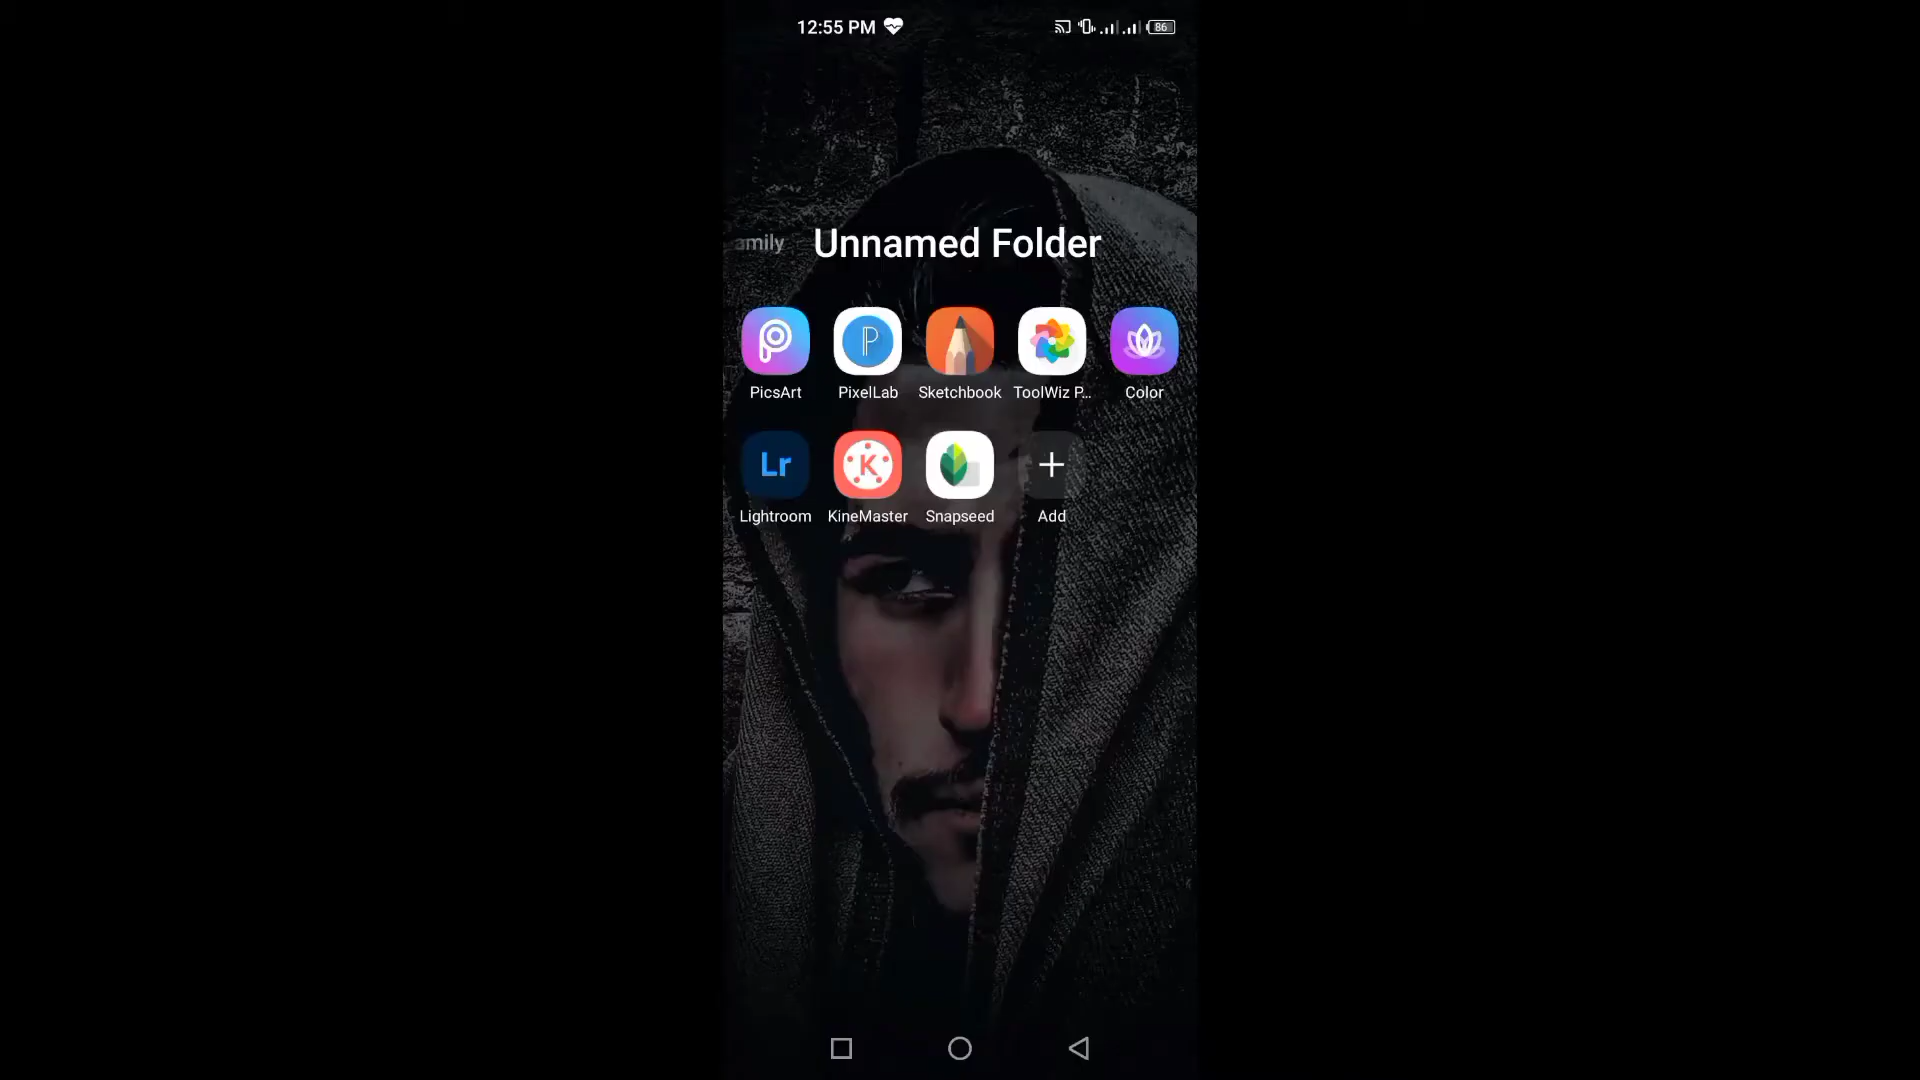 12:55 PM
86
amily
Unnamed Folder
PicsArt PixelLab Sketchbook ToolWiz P... Color
Lr K
Lightroom KineMaster Snapseed Add